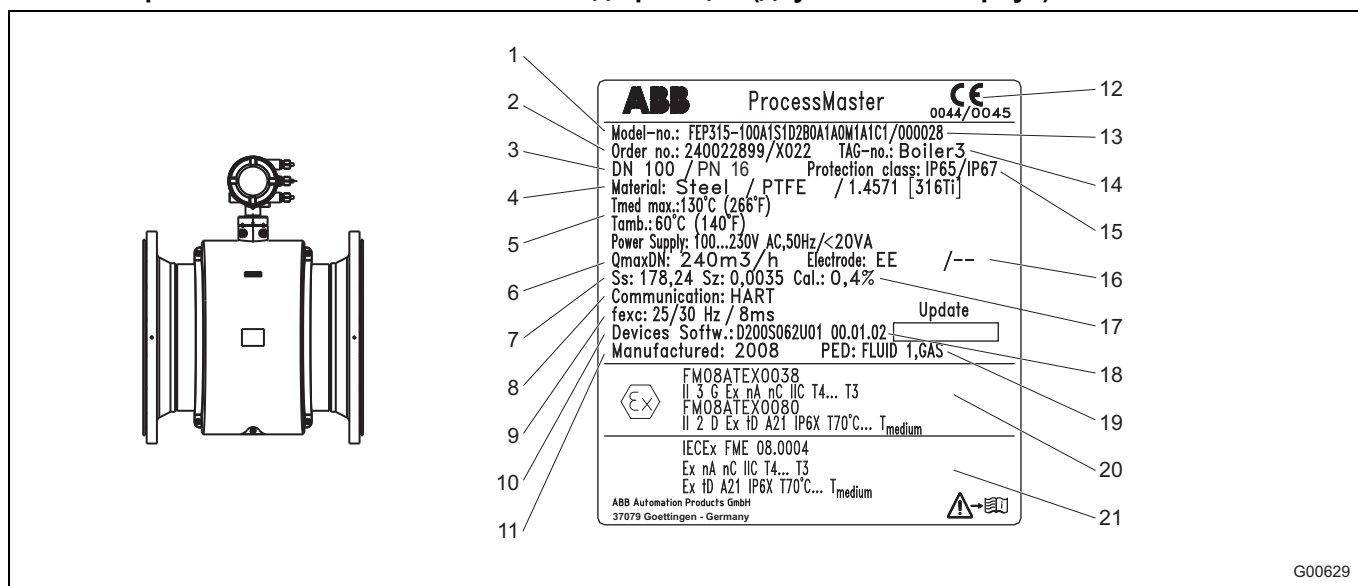 1
2
3
4
5
6
7
8
9
10
11
ABB ProcessMaster CE
0044/0045
Model-no.: FEP315-100A1S1D2B0A1A0M1A1C1/000028
Order no.: 240022899/X022 TAG-no.: Boiler3
DN 100 / PN 16 Protection class: IP65/IP67
Material: Steel / PTFE / 1.4571 [316Ti]
Tmed max.:130°C (266°F)
Tamb.: 60°C (140°F)
Power Supply: 100...230V AC,50Hz/<20VA
QmaxDN: 240m3/h Electrode: EE /--
Ss: 178,24 Sz: 0,0035 Cal.: 0,4%
Communication: HART
fexc: 25/30 Hz / 8ms Update
Devices Softw.: D200S062U01 00.01.02
Manufactured: 2008 PED: FLUID 1,GAS
Ex
FM08ATEX0038
II 3 G Ex nA nC IIC T4... T3
FM08ATEX0080
II 2 D Ex tD A21 IP6X T70°C... Tmedium
IECEx FME 08.0004
Ex nA nC IIC T4... T3
Ex tD A21 IP6X T70°C... Tmedium
ABB Automation Products GmbH
37079 Goettingen - Germany
12
13
14
15
16
17
18
19
20
21
G00629